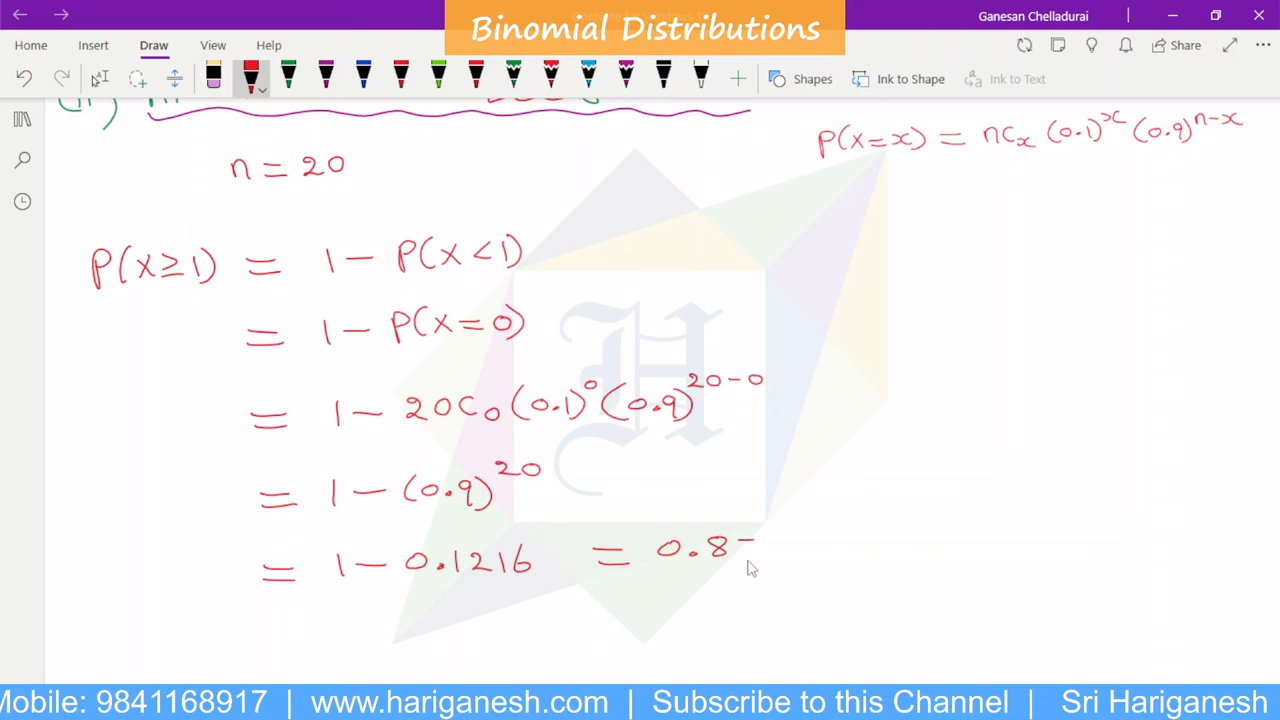 Binomial Distributions
Ganesan Chelladurai
Home Insert Draw View Help
Share
Shapes Ink to Shape Ink to Text
P(X=x) = nCx (0.1)^x (0.9)^n-x
n = 20
P(X≥1) = 1 - P(X<1)
= 1 - P(X=0)
= 1 - 20C0 (0.1)^0 (0.9)^20-0
= 1 - (0.9)^20
= 1 - 0.1216 = 0.8
H
Mobile: 9841168917 | www.hariganesh.com | Subscribe to this Channel | Sri Hariganesh